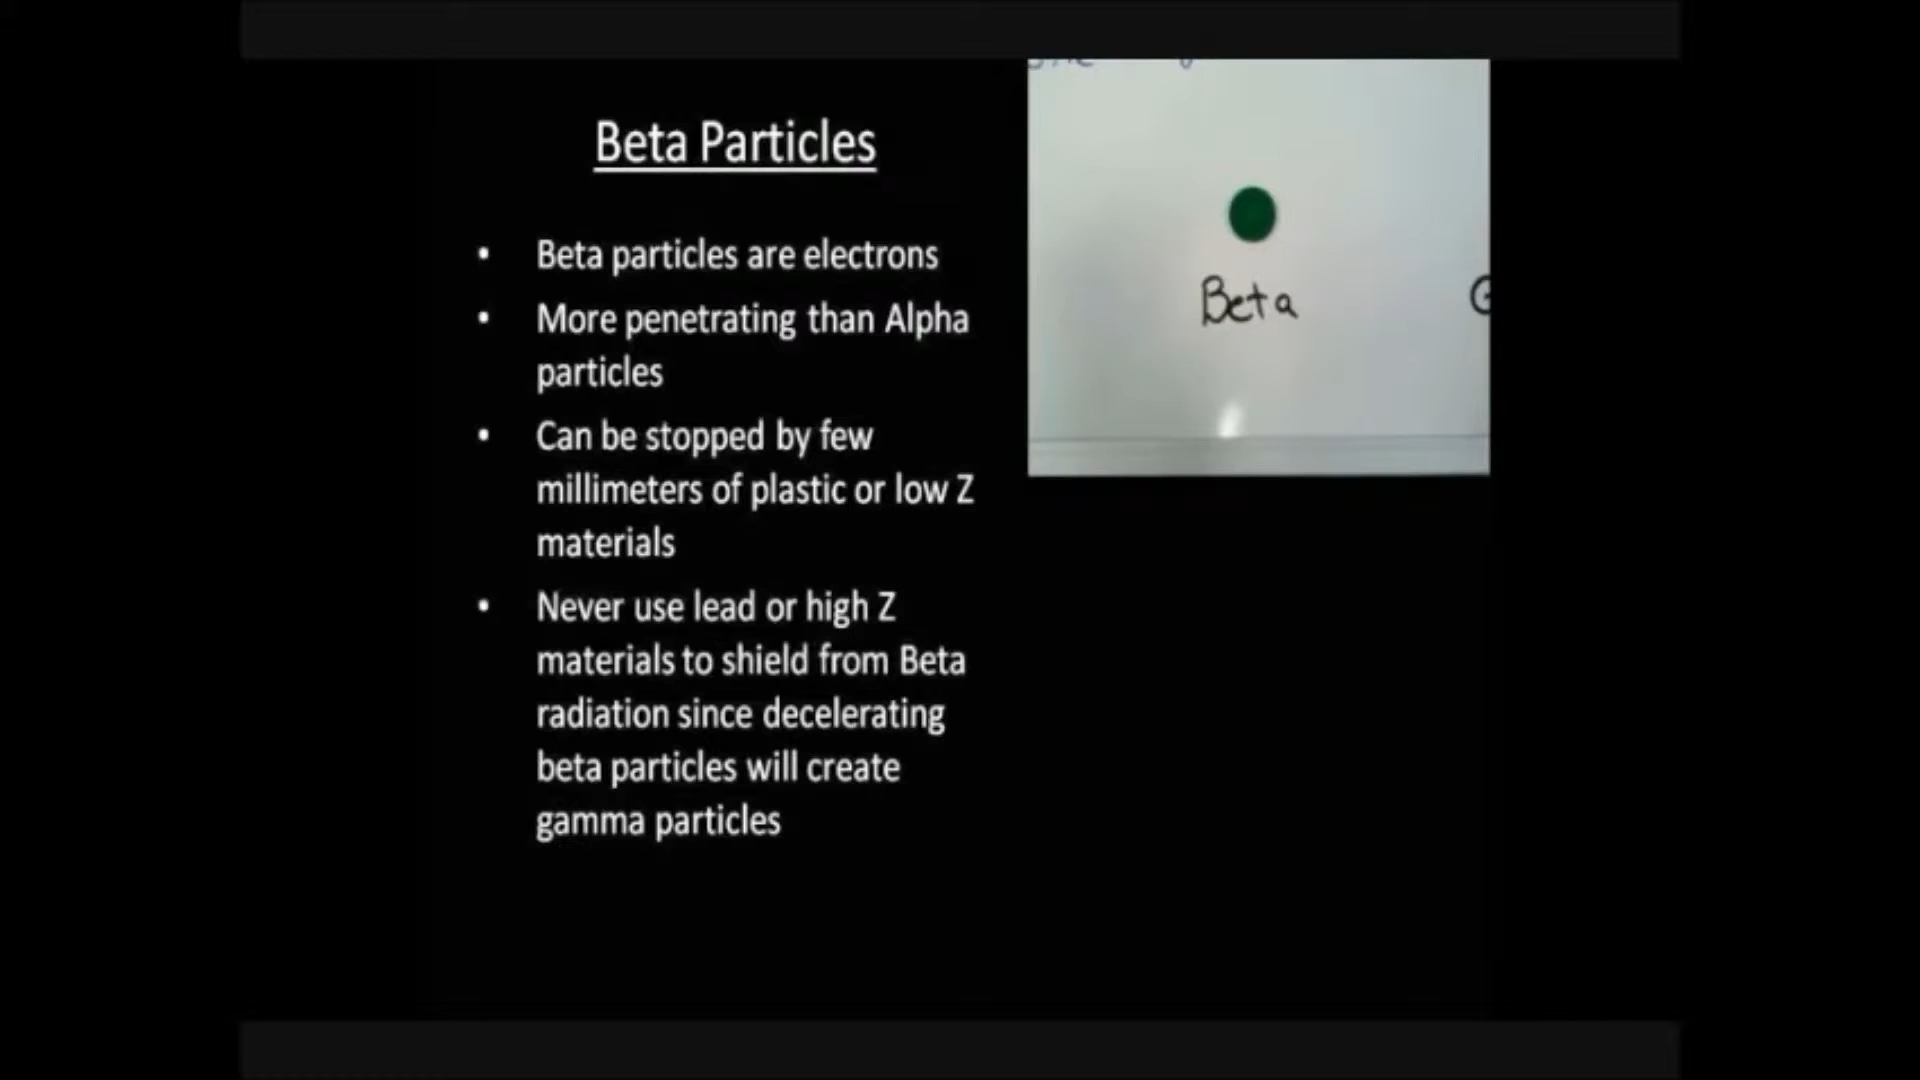 Beta Particles
• Beta particles are electrons
• More penetrating than Alpha
particles
• Can be stopped by few
millimeters of plastic or low Z
materials
• Never use lead or high Z
materials to shield from Beta
radiation since decelerating
beta particles will create
gamma particles
Beta